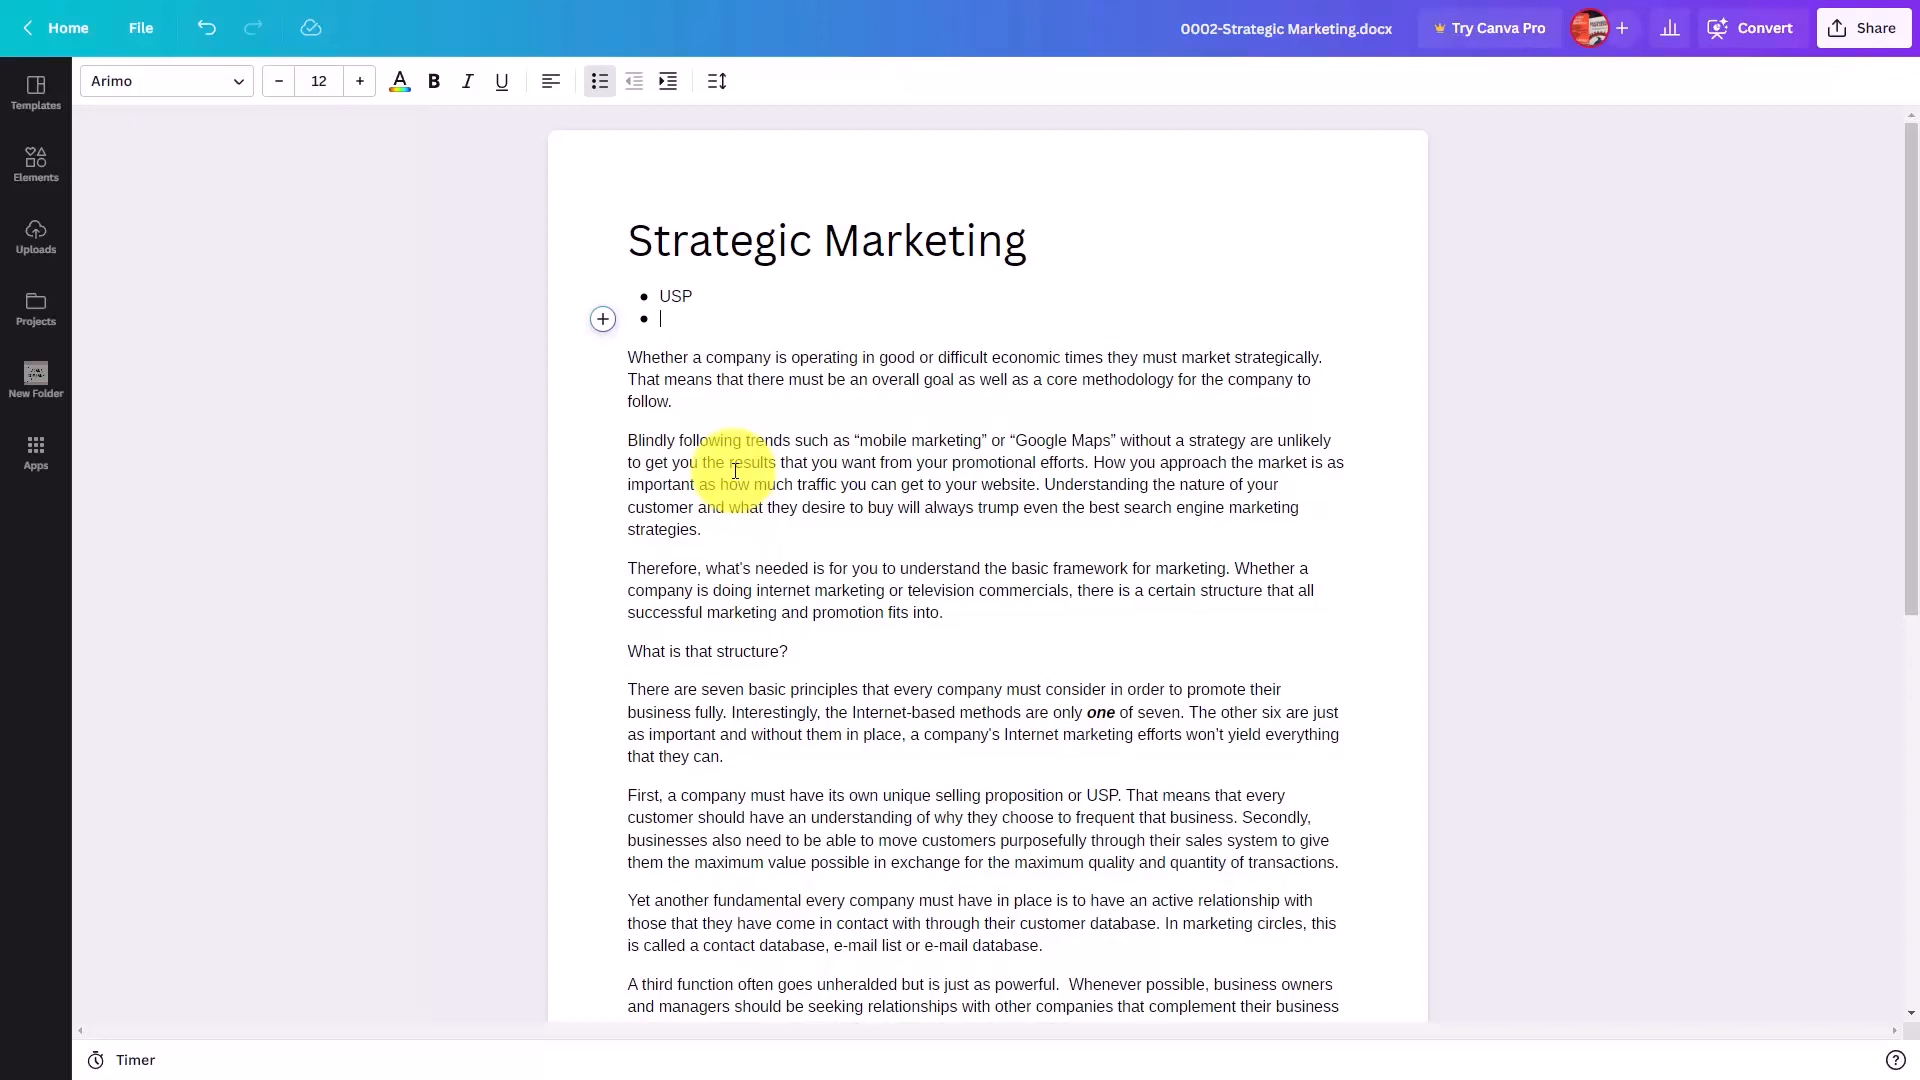 Home
File
0002-Strategic Marketing.docx
Try Canva Pro
Convert
Share
Arimo
12
A
B
I
U
Templates
Elements
Uploads
Projects
New Folder
Apps
Strategic Marketing
USP
Whether a company is operating in good or difficult economic times they must market strategically.
That means that there must be an overall goal as well as a core methodology for the company to
follow.
Blindly following trends such as “mobile marketing” or “Google Maps” without a strategy are unlikely
to get you the results that you want from your promotional efforts. How you approach the market is as
important as how much traffic you can get to your website. Understanding the nature of your
customer and what they desire to buy will always trump even the best search engine marketing
strategies.
Therefore, what’s needed is for you to understand the basic framework for marketing. Whether a
company is doing internet marketing or television commercials, there is a certain structure that all
successful marketing and promotion fits into.
What is that structure?
There are seven basic principles that every company must consider in order to promote their
business fully. Interestingly, the Internet-based methods are only one of seven. The other six are just
as important and without them in place, a company’s Internet marketing efforts won’t yield everything
that they can.
First, a company must have its own unique selling proposition or USP. That means that every
customer should have an understanding of why they choose to frequent that business. Secondly,
businesses also need to be able to move customers purposefully through their sales system to give
them the maximum value possible in exchange for the maximum quality and quantity of transactions.
Yet another fundamental every company must have in place is to have an active relationship with
those that they have come in contact with through their customer database. In marketing circles, this
is called a contact database, e-mail list or e-mail database.
A third function often goes unheralded but is just as powerful.  Whenever possible, business owners
and managers should be seeking relationships with other companies that complement their business
Timer